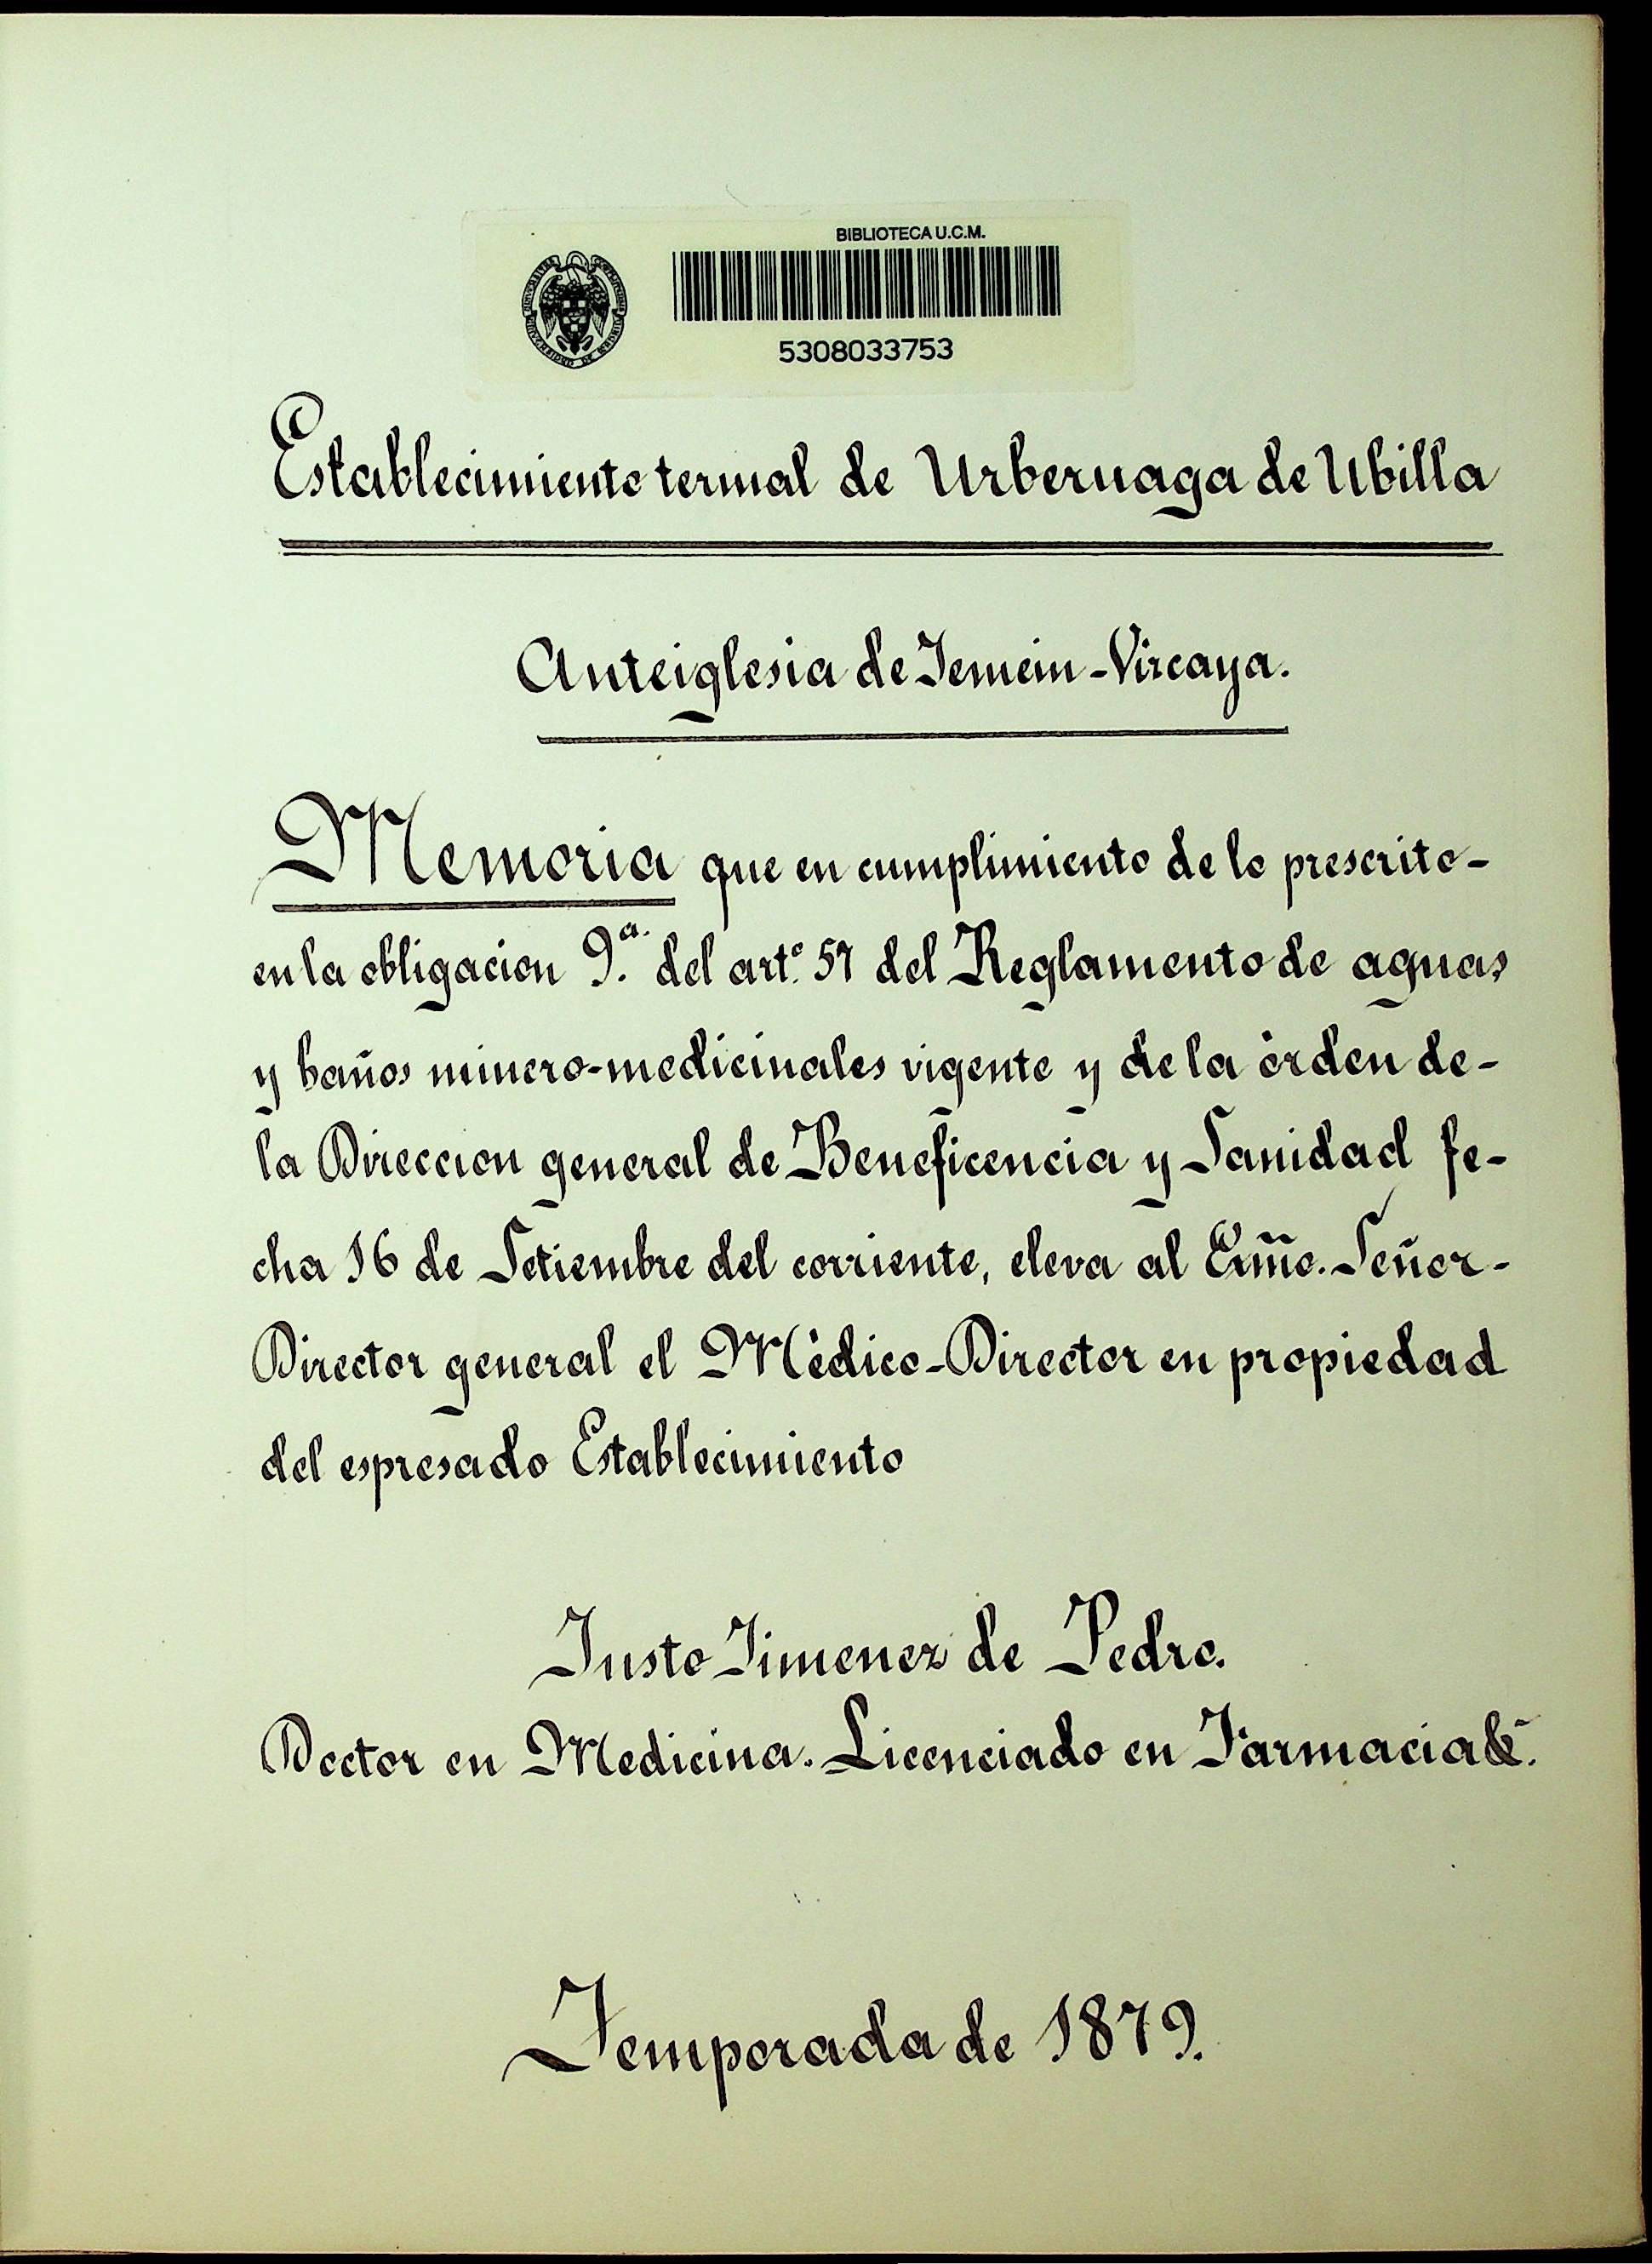 BIBLIOTECA U.C.M.
5308033753
Establecimiento termal de Urberuaga de Ubilla
Anteiglesia de Jemein-Vizcaya.
Memoria que en cumplimiento de lo prescrito-
en la obligacion 9.ª del artº. 57 del Reglamento de aguas
y baños minero-medicinales vigente y de la órden de-
la Direccion general de Beneficencia y Sanidad fe-
cha 16 de Setiembre del corriente, eleva al Exmo. Señor-
Director general el Médico-Director en propiedad
del espresado Establecimiento
Justo Jimenez de Pedro.
Doctor en Medicina. Licenciado en Farmacia &.
Temporada de 1879.